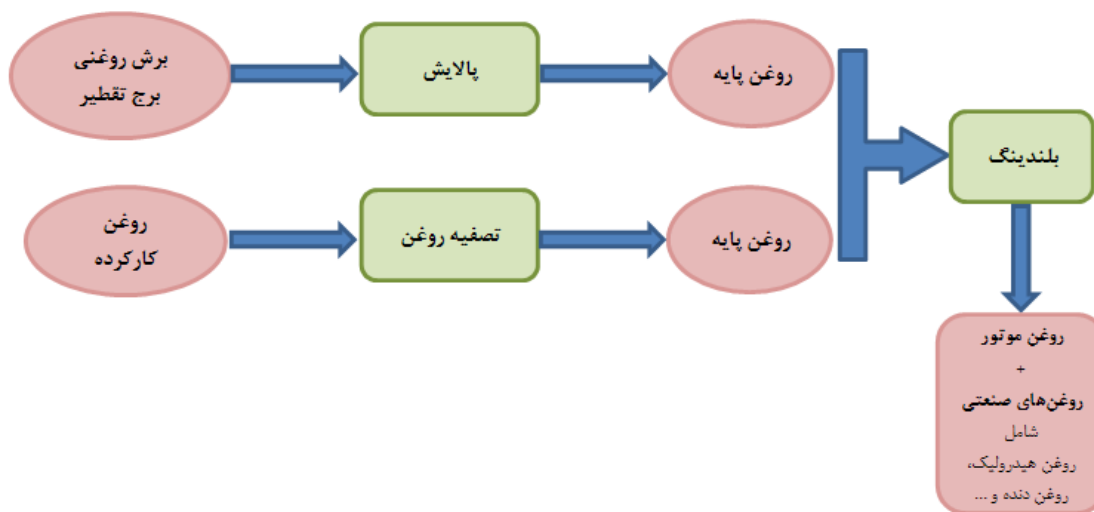 برش روغنی
برج تقطیر
پالایش
روغن پایه
بلندینگ
روغن
کارکرده
تصفیه روغن
روغن پایه
روغن موتور
+
روغن‌های صنعتی
شامل
روغن هیدرولیک،
روغن دنده و ...